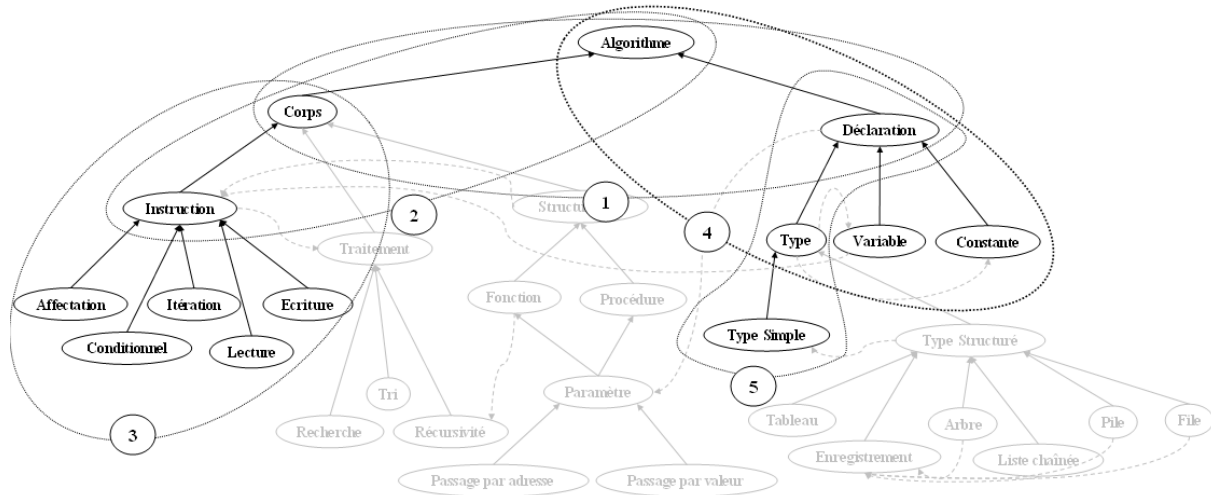 Algorithme
Corps
Déclaration
Instruction
1
2
Structure
4
Type
Variable
Constante
Traitement
Affectation
Itération
Ecriture
Fonction
Procédure
Conditionnel
Lecture
Type Simple
Type Structuré
5
Tri
Paramètre
Tableau
Arbre
Pile
File
3
Recherche
Récursivité
Enregistrement
Liste chaînée
Passage par adresse
Passage par valeur